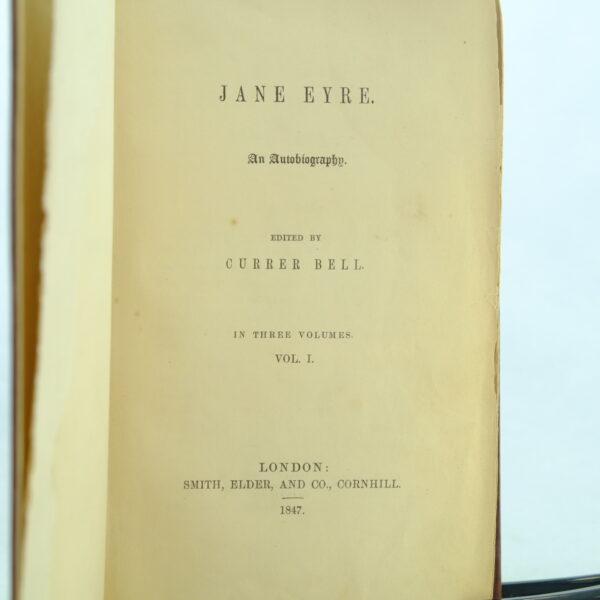 JANE EYRE.
An Autobiography.
EDITED BY
CURRER BELL.
IN THREE VOLUMES.
VOL. I.
LONDON:
SMITH, ELDER, AND CO., CORNHILL.
1847.